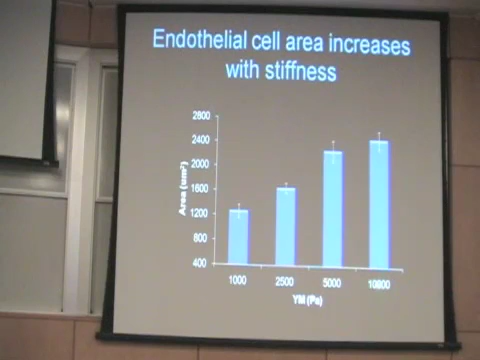 Endothelial cell area increases
with stiffness
2800
2400
2000
1600
1200
800
400
Area (um²)
1000 2500 5000 10000
YM (Pa)